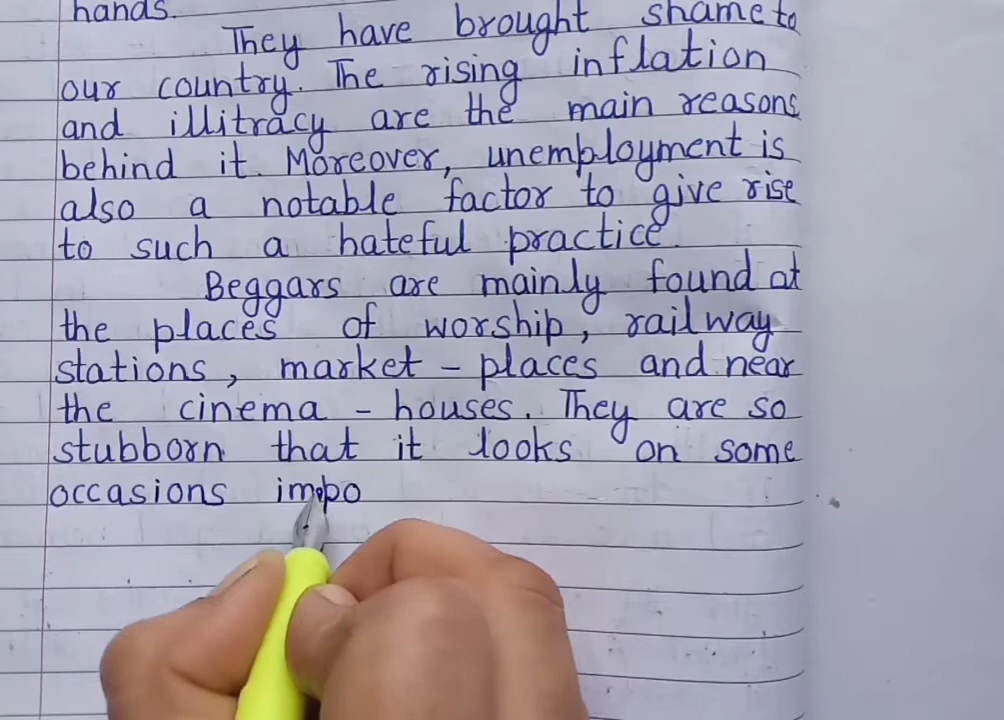 hands.
They have brought shame to
our country. The rising inflation
and illitracy are the main reasons
behind it. Moreover, unemployment is
also a notable factor to give rise
to such a hateful practice
Beggars are mainly found at
the places of worship, railway
stations, market - places and near
the cinema - houses. They are so
stubborn that it looks on some
occasions impo